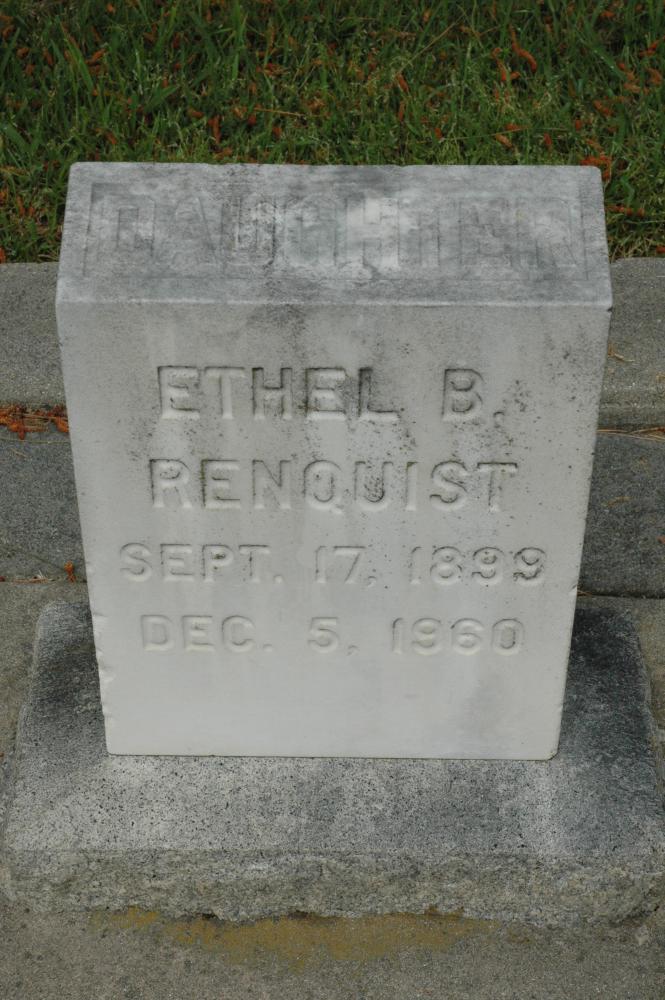 DAUGHTER
ETHEL B.
RENQUIST
SEPT. 17, 1899
DEC. 5, 1960